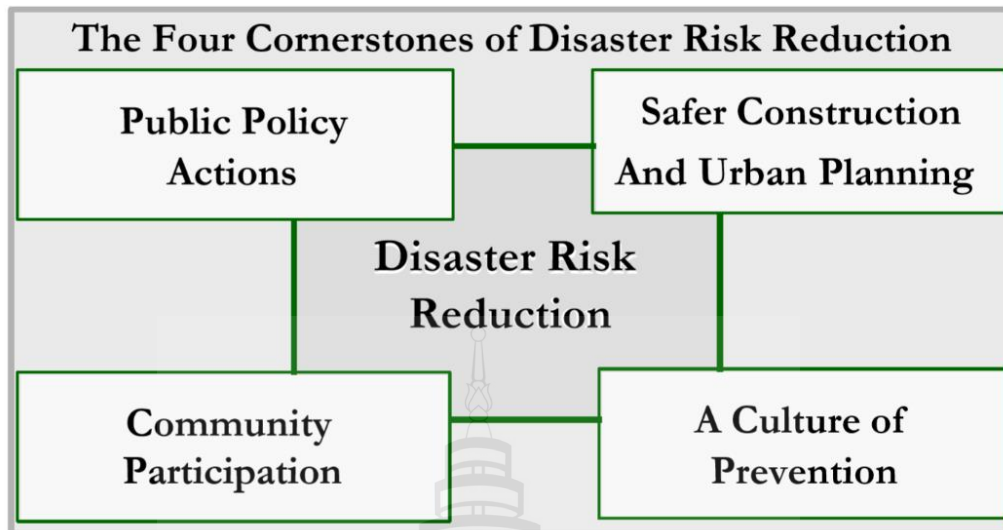 The Four Cornerstones of Disaster Risk Reduction
Public Policy
Actions
Safer Construction
And Urban Planning
Disaster Risk
Reduction
Community
Participation
A Culture of
Prevention